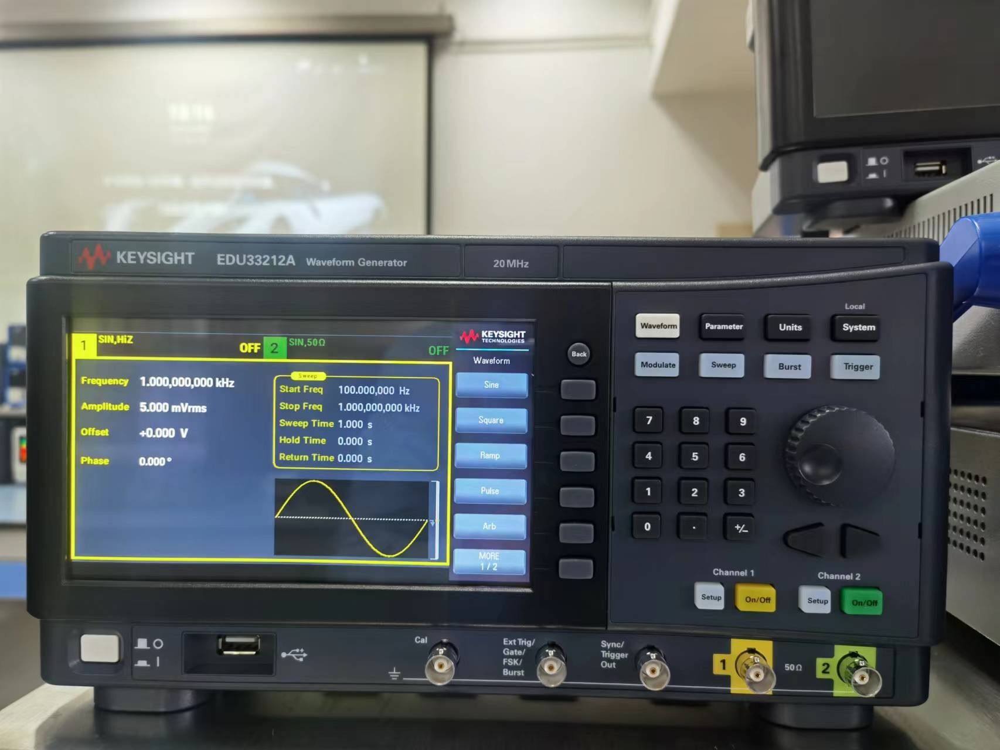 KEYSIGHT EDU33212A Waveform Generator 20 MHz
1 SIN,HiZ OFF 2 SIN,50Ω OFF
Frequency 1.000,000,000 kHz
Amplitude 5.000 mVrms
Offset +0.000 V
Phase 0.000°
Sweep
Start Freq 100.000,000 Hz
Stop Freq 1.000,000,000 kHz
Sweep Time 1.000 s
Hold Time 0.000 s
Return Time 0.000 s
KEYSIGHT
TECHNOLOGIES
Waveform
Sine
Square
Ramp
Pulse
Arb
MORE
1 / 2
Back
Local
Waveform Parameter Units System
Modulate Sweep Burst Trigger
7 8 9
4 5 6
1 2 3
0 . +/-
Channel 1 Channel 2
Setup On/Off Setup On/Off
Cal
Ext Trig/
Gate/
FSK/
Burst
Sync/
Trigger
Out
1 50Ω 2